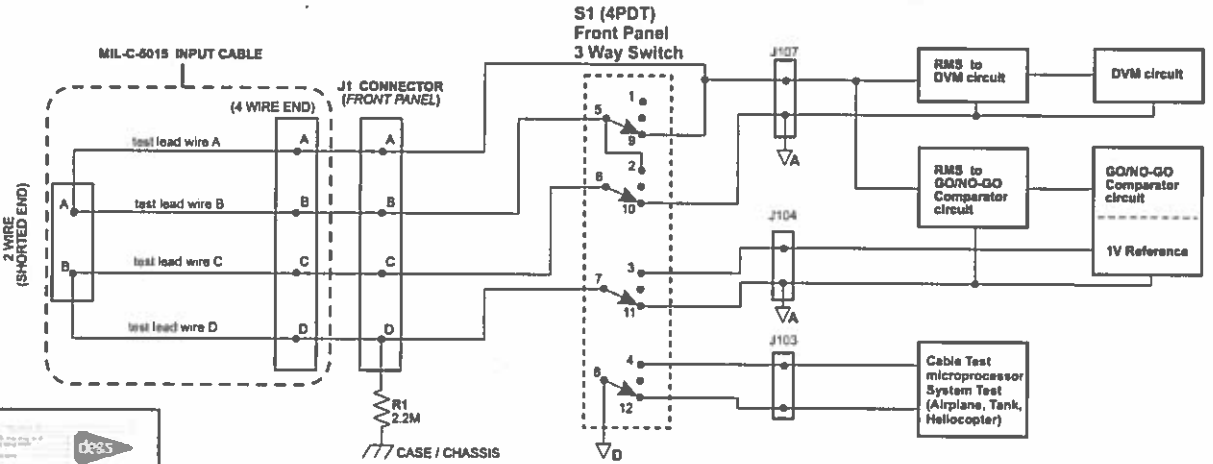 S1 (4PDT)
Front Panel
3 Way Switch
MIL-C-5015 INPUT CABLE
J1 CONNECTOR
(FRONT PANEL)
(4 WIRE END)
J107
RMS to
DVM circuit
DVM circuit
1
5
9
2
test lead wire A
A
A
A
RMS to
GO/NO-GO
Comparator
circuit
GO/NO-GO
Comparator
circuit
1V Reference
2 WIRE
(SHORTED END)
A
test lead wire B
B
B
6
10
J104
B
test lead wire C
C
C
3
7
11
A
test lead wire D
D
D
J103
4
8
12
Cable Test
microprocessor
System Test
(Airplane, Tank,
Heliocopter)
R1
2.2M
CASE / CHASSIS
D